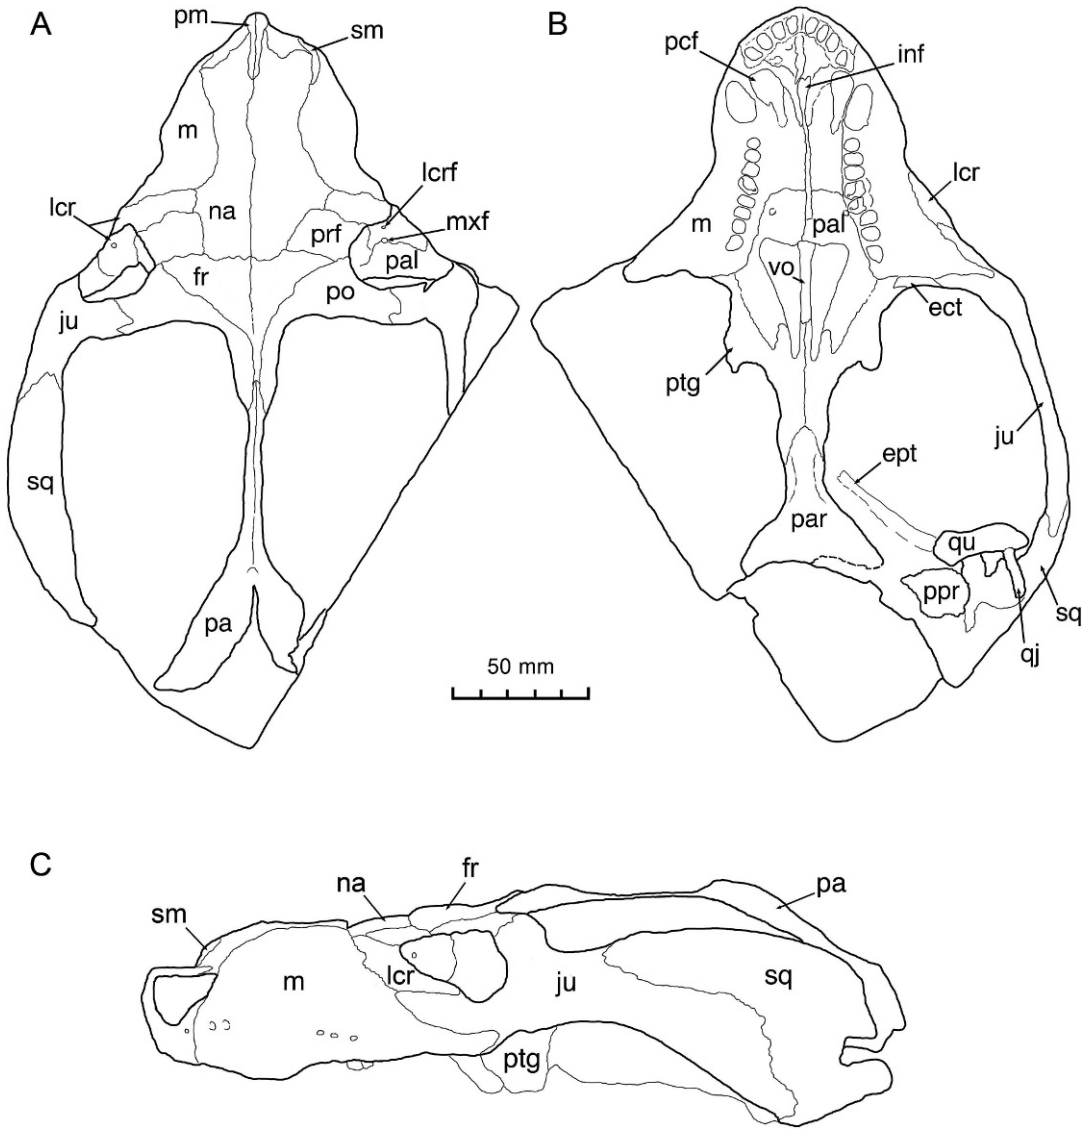 A
pm
sm
m
lcr
na
lcrf
mxf
prf
pal
fr
po
ju
sq
pa
50 mm
B
pcf
inf
lcr
m
pal
vo
ect
ptg
ju
ept
par
qu
ppr
sq
qj
C
fr
na
pa
sm
m
lcr
ju
sq
ptg